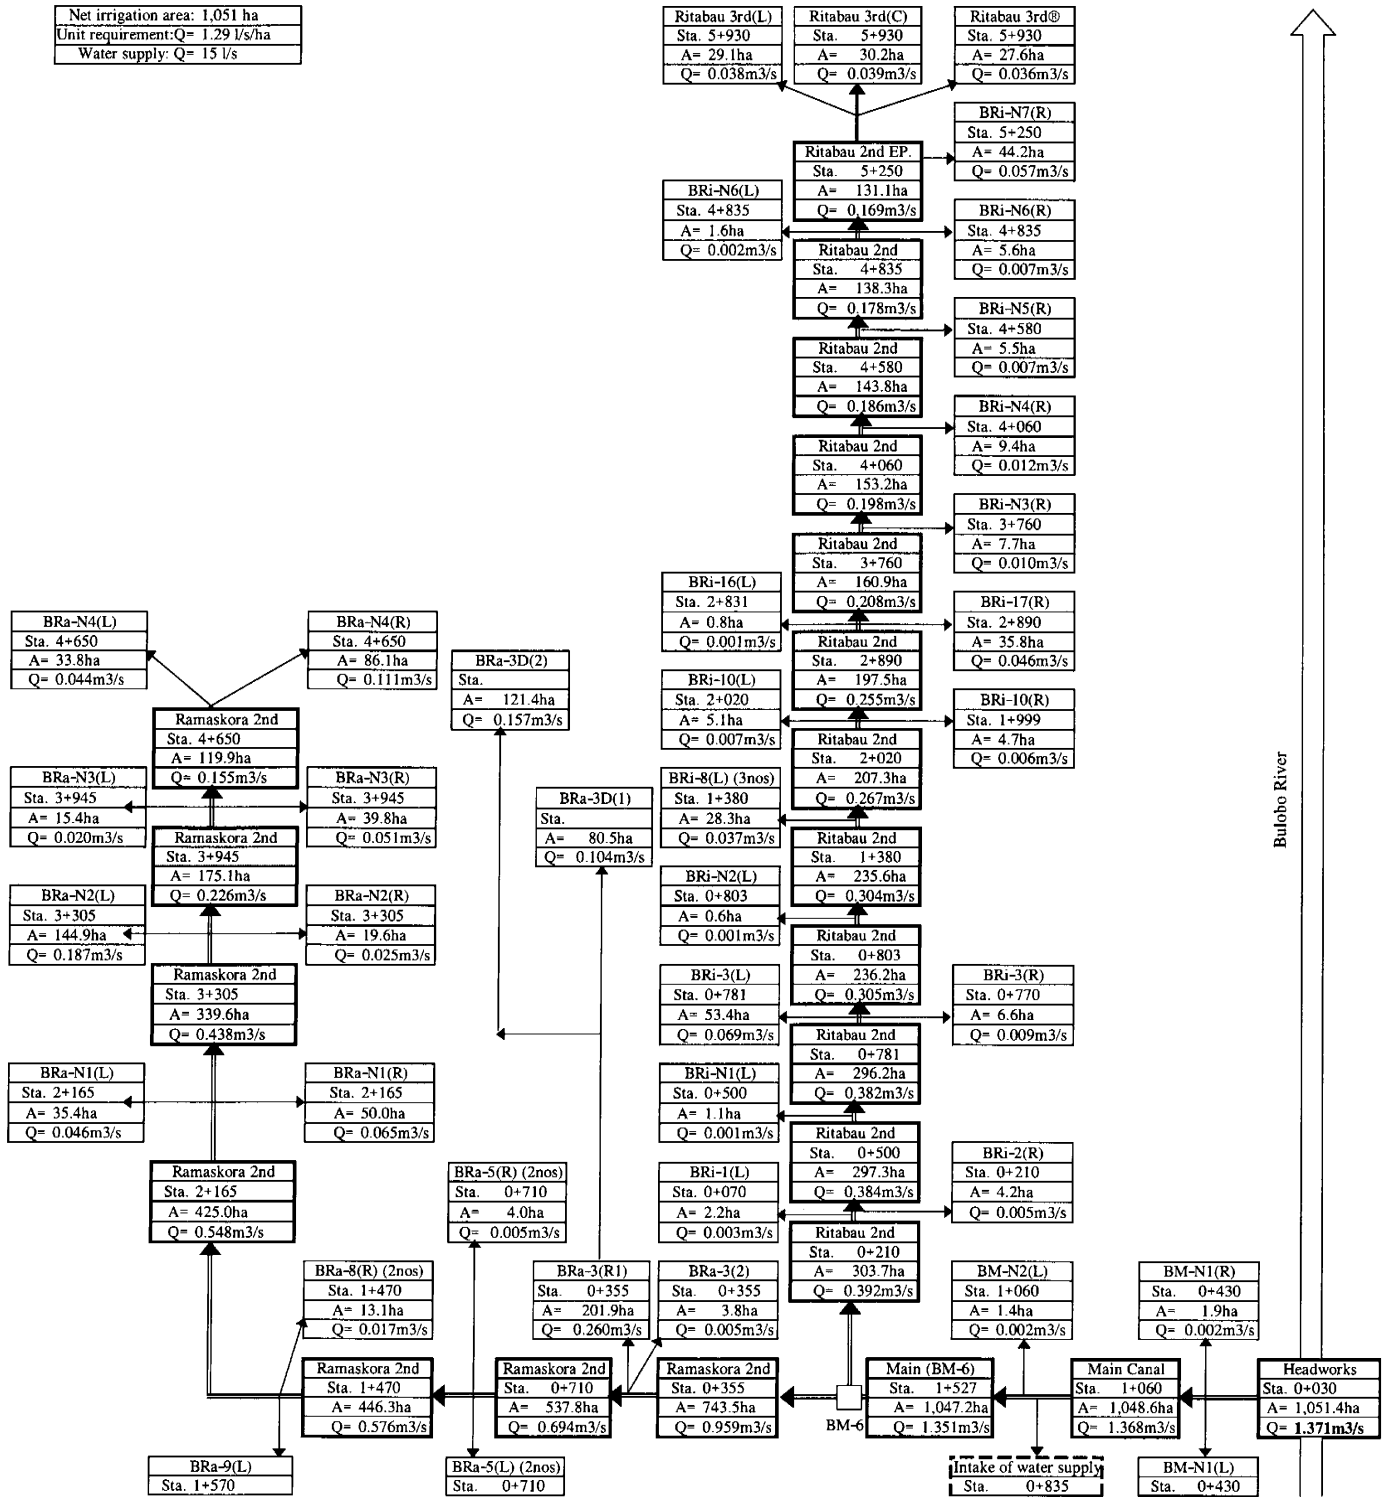 Net irrigation area: 1,051 ha
Unit requirement:Q= 1.29 l/s/ha
Water supply: Q= 15 l/s
Ritabau 3rd(L)
Sta. 5+930
A= 29.1ha
Q= 0.038m3/s
Ritabau 3rd(C)
Sta. 5+930
A= 30.2ha
Q= 0.039m3/s
Ritabau 3rd®
Sta. 5+930
A= 27.6ha
Q= 0.036m3/s
BRi-N7(R)
Sta. 5+250
A= 44.2ha
Q= 0.057m3/s
Ritabau 2nd EP.
Sta. 5+250
A= 131.1ha
Q= 0.169m3/s
BRi-N6(L)
Sta. 4+835
A= 1.6ha
Q= 0.002m3/s
BRi-N6(R)
Sta. 4+835
A= 5.6ha
Q= 0.007m3/s
Ritabau 2nd
Sta. 4+835
A= 138.3ha
Q= 0.178m3/s
BRi-N5(R)
Sta. 4+580
A= 5.5ha
Q= 0.007m3/s
Ritabau 2nd
Sta. 4+580
A= 143.8ha
Q= 0.186m3/s
BRi-N4(R)
Sta. 4+060
A= 9.4ha
Q= 0.012m3/s
Ritabau 2nd
Sta. 4+060
A= 153.2ha
Q= 0.198m3/s
BRi-N3(R)
Sta. 3+760
A= 7.7ha
Q= 0.010m3/s
Ritabau 2nd
Sta. 3+760
A= 160.9ha
Q= 0.208m3/s
BRi-16(L)
Sta. 2+831
A= 0.8ha
Q= 0.001m3/s
BRi-17(R)
Sta. 2+890
A= 35.8ha
Q= 0.046m3/s
Ritabau 2nd
Sta. 2+890
A= 197.5ha
Q= 0.255m3/s
BRi-10(L)
Sta. 2+020
A= 5.1ha
Q= 0.007m3/s
BRi-10(R)
Sta. 1+999
A= 4.7ha
Q= 0.006m3/s
Ritabau 2nd
Sta. 2+020
A= 207.3ha
Q= 0.267m3/s
BRi-8(L) (3nos)
Sta. 1+380
A= 28.3ha
Q= 0.037m3/s
Ritabau 2nd
Sta. 1+380
A= 235.6ha
Q= 0.304m3/s
BRi-N2(L)
Sta. 0+803
A= 0.6ha
Q= 0.001m3/s
Ritabau 2nd
Sta. 0+803
A= 236.2ha
Q= 0.305m3/s
BRi-3(L)
Sta. 0+781
A= 53.4ha
Q= 0.069m3/s
BRi-3(R)
Sta. 0+770
A= 6.6ha
Q= 0.009m3/s
Ritabau 2nd
Sta. 0+781
A= 296.2ha
Q= 0.382m3/s
BRi-N1(L)
Sta. 0+500
A= 1.1ha
Q= 0.001m3/s
Ritabau 2nd
Sta. 0+500
A= 297.3ha
Q= 0.384m3/s
BRi-1(L)
Sta. 0+070
A= 2.2ha
Q= 0.003m3/s
BRi-2(R)
Sta. 0+210
A= 4.2ha
Q= 0.005m3/s
Ritabau 2nd
Sta. 0+210
A= 303.7ha
Q= 0.392m3/s
Bulobo River
BRa-N4(L)
Sta. 4+650
A= 33.8ha
Q= 0.044m3/s
BRa-N4(R)
Sta. 4+650
A= 86.1ha
Q= 0.111m3/s
Ramaskora 2nd
Sta. 4+650
A= 119.9ha
Q= 0.155m3/s
BRa-N3(L)
Sta. 3+945
A= 15.4ha
Q= 0.020m3/s
BRa-N3(R)
Sta. 3+945
A= 39.8ha
Q= 0.051m3/s
Ramaskora 2nd
Sta. 3+945
A= 175.1ha
Q= 0.226m3/s
BRa-N2(L)
Sta. 3+305
A= 144.9ha
Q= 0.187m3/s
BRa-N2(R)
Sta. 3+305
A= 19.6ha
Q= 0.025m3/s
Ramaskora 2nd
Sta. 3+305
A= 339.6ha
Q= 0.438m3/s
BRa-N1(L)
Sta. 2+165
A= 35.4ha
Q= 0.046m3/s
BRa-N1(R)
Sta. 2+165
A= 50.0ha
Q= 0.065m3/s
Ramaskora 2nd
Sta. 2+165
A= 425.0ha
Q= 0.548m3/s
BRa-3D(2)
Sta.
A= 121.4ha
Q= 0.157m3/s
BRa-3D(1)
Sta.
A= 80.5ha
Q= 0.104m3/s
BRa-5(R) (2nos)
Sta. 0+710
A= 4.0ha
Q= 0.005m3/s
BRa-8(R) (2nos)
Sta. 1+470
A= 13.1ha
Q= 0.017m3/s
BRa-3(R1)
Sta. 0+355
A= 201.9ha
Q= 0.260m3/s
BRa-3(2)
Sta. 0+355
A= 3.8ha
Q= 0.005m3/s
BM-N2(L)
Sta. 1+060
A= 1.4ha
Q= 0.002m3/s
BM-N1(R)
Sta. 0+430
A= 1.9ha
Q= 0.002m3/s
Ramaskora 2nd
Sta. 1+470
A= 446.3ha
Q= 0.576m3/s
Ramaskora 2nd
Sta. 0+710
A= 537.8ha
Q= 0.694m3/s
Ramaskora 2nd
Sta. 0+355
A= 743.5ha
Q= 0.959m3/s
BM-6
Main (BM-6)
Sta. 1+527
A= 1,047.2ha
Q= 1.351m3/s
Main Canal
Sta. 1+060
A= 1,048.6ha
Q= 1.368m3/s
Headworks
Sta. 0+030
A= 1,051.4ha
Q= 1.371m3/s
BRa-9(L)
Sta. 1+570
BRa-5(L) (2nos)
Sta. 0+710
Intake of water supply
Sta. 0+835
BM-N1(L)
Sta. 0+430